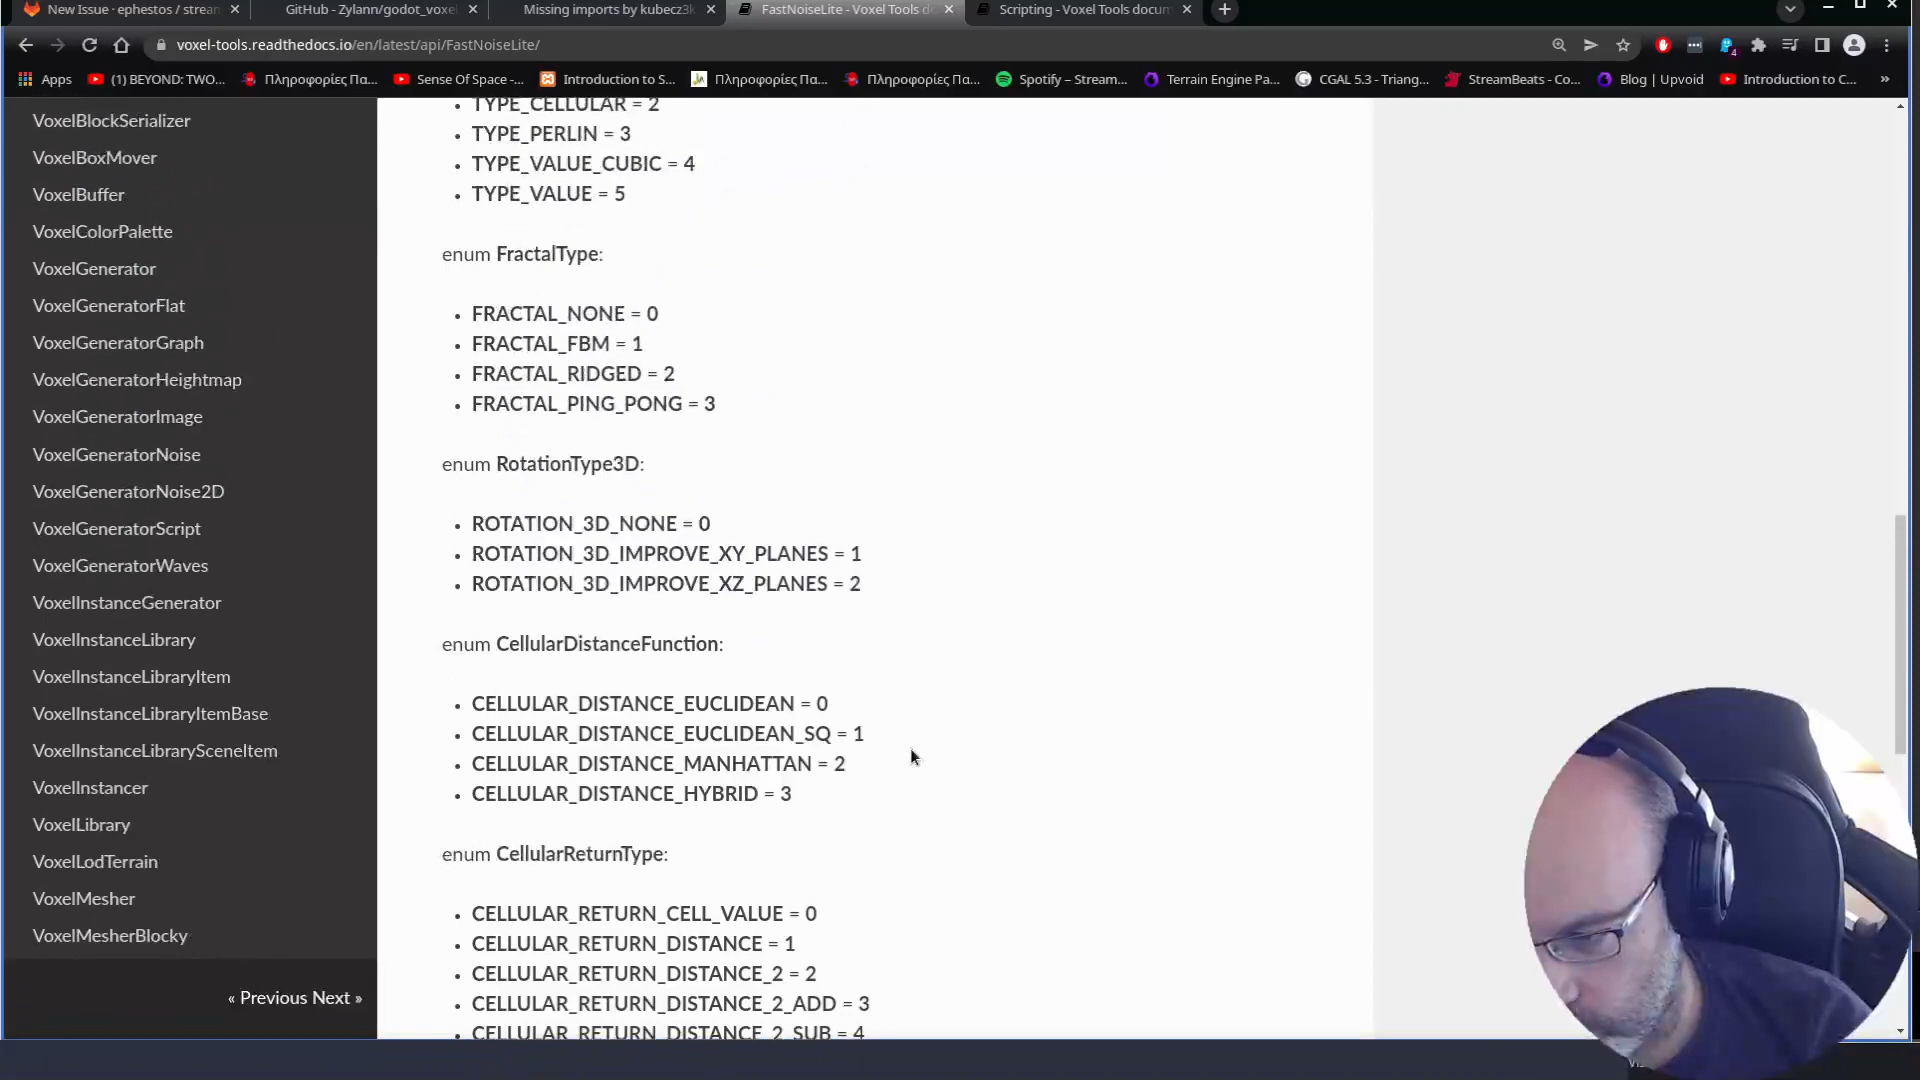 New Issue · ephestos / strea
GitHub - Zylann/godot_voxel
Missing imports by kubecz3k
FastNoiseLite - Voxel Tools do
Scripting - Voxel Tools docum
voxel-tools.readthedocs.io/en/latest/api/FastNoiseLite/
Apps
(1) BEYOND: TWO...
Πληροφορίες Πα...
Sense Of Space -...
Introduction to S...
Πληροφορίες Πα...
Πληροφορίες Πα...
Spotify – Stream...
Terrain Engine Pa...
CGAL 5.3 - Triang...
StreamBeats - Co...
Blog | Upvoid
Introduction to C...
»
VoxelBlockSerializer
VoxelBoxMover
VoxelBuffer
VoxelColorPalette
VoxelGenerator
VoxelGeneratorFlat
VoxelGeneratorGraph
VoxelGeneratorHeightmap
VoxelGeneratorImage
VoxelGeneratorNoise
VoxelGeneratorNoise2D
VoxelGeneratorScript
VoxelGeneratorWaves
VoxelInstanceGenerator
VoxelInstanceLibrary
VoxelInstanceLibraryItem
VoxelInstanceLibraryItemBase
VoxelInstanceLibrarySceneItem
VoxelInstancer
VoxelLibrary
VoxelLodTerrain
VoxelMesher
VoxelMesherBlocky
« Previous Next »
• TYPE_CELLULAR = 2
• TYPE_PERLIN = 3
• TYPE_VALUE_CUBIC = 4
• TYPE_VALUE = 5
enum FractalType:
• FRACTAL_NONE = 0
• FRACTAL_FBM = 1
• FRACTAL_RIDGED = 2
• FRACTAL_PING_PONG = 3
enum RotationType3D:
• ROTATION_3D_NONE = 0
• ROTATION_3D_IMPROVE_XY_PLANES = 1
• ROTATION_3D_IMPROVE_XZ_PLANES = 2
enum CellularDistanceFunction:
• CELLULAR_DISTANCE_EUCLIDEAN = 0
• CELLULAR_DISTANCE_EUCLIDEAN_SQ = 1
• CELLULAR_DISTANCE_MANHATTAN = 2
• CELLULAR_DISTANCE_HYBRID = 3
enum CellularReturnType:
• CELLULAR_RETURN_CELL_VALUE = 0
• CELLULAR_RETURN_DISTANCE = 1
• CELLULAR_RETURN_DISTANCE_2 = 2
• CELLULAR_RETURN_DISTANCE_2_ADD = 3
• CELLULAR_RETURN_DISTANCE_2_SUB = 4